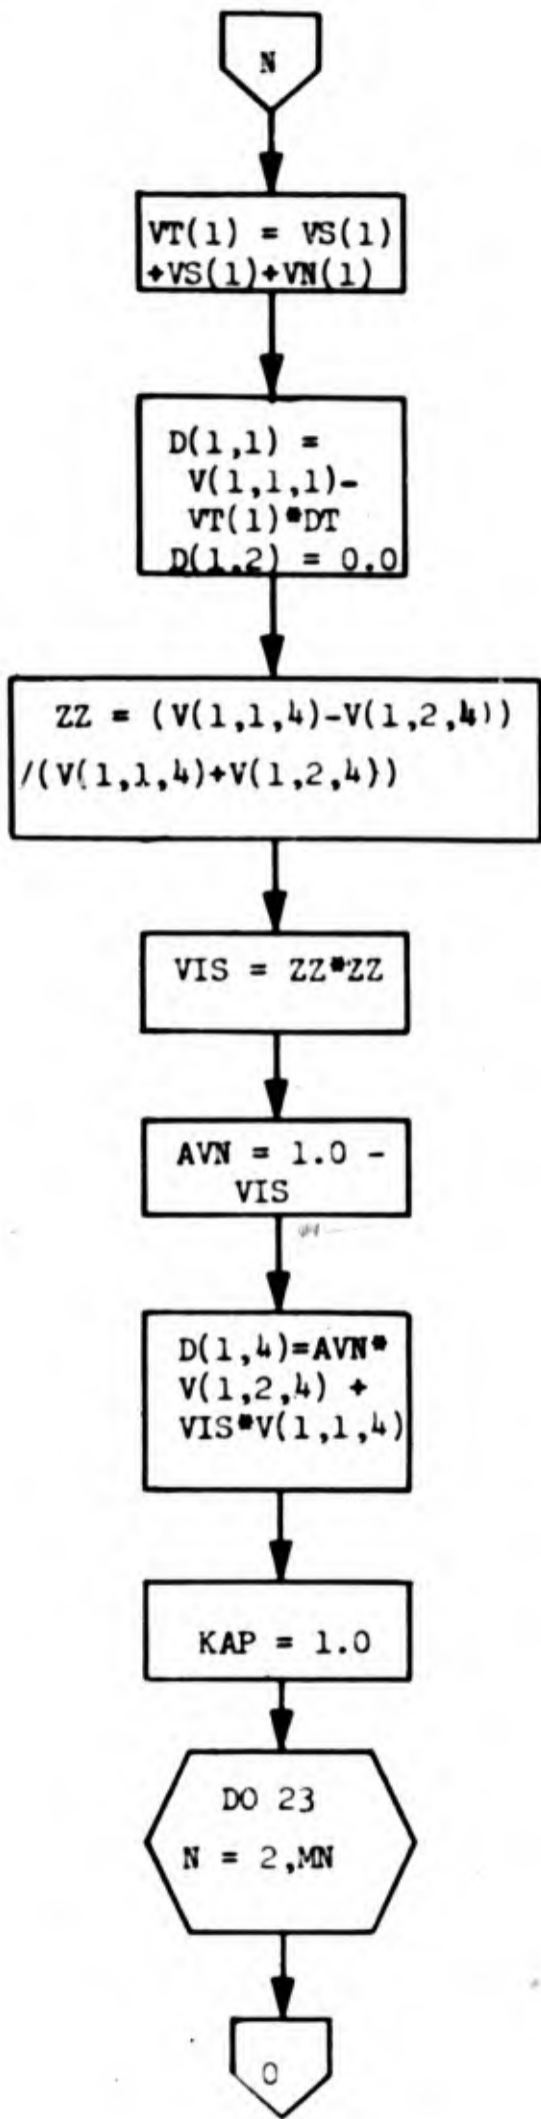 N
VT(1) = VS(1)
+VS(1)+VN(1)
D(1,1) =
V(1,1,1)-
VT(1)*DT
D(1,2) = 0.0
ZZ = (V(1,1,4)-V(1,2,4))
/(V(1,1,4)+V(1,2,4))
VIS = ZZ*ZZ
AVN = 1.0 -
VIS
D(1,4)=AVN*
V(1,2,4) +
VIS*V(1,1,4)
KAP = 1.0
DO 23
N = 2,MN
O